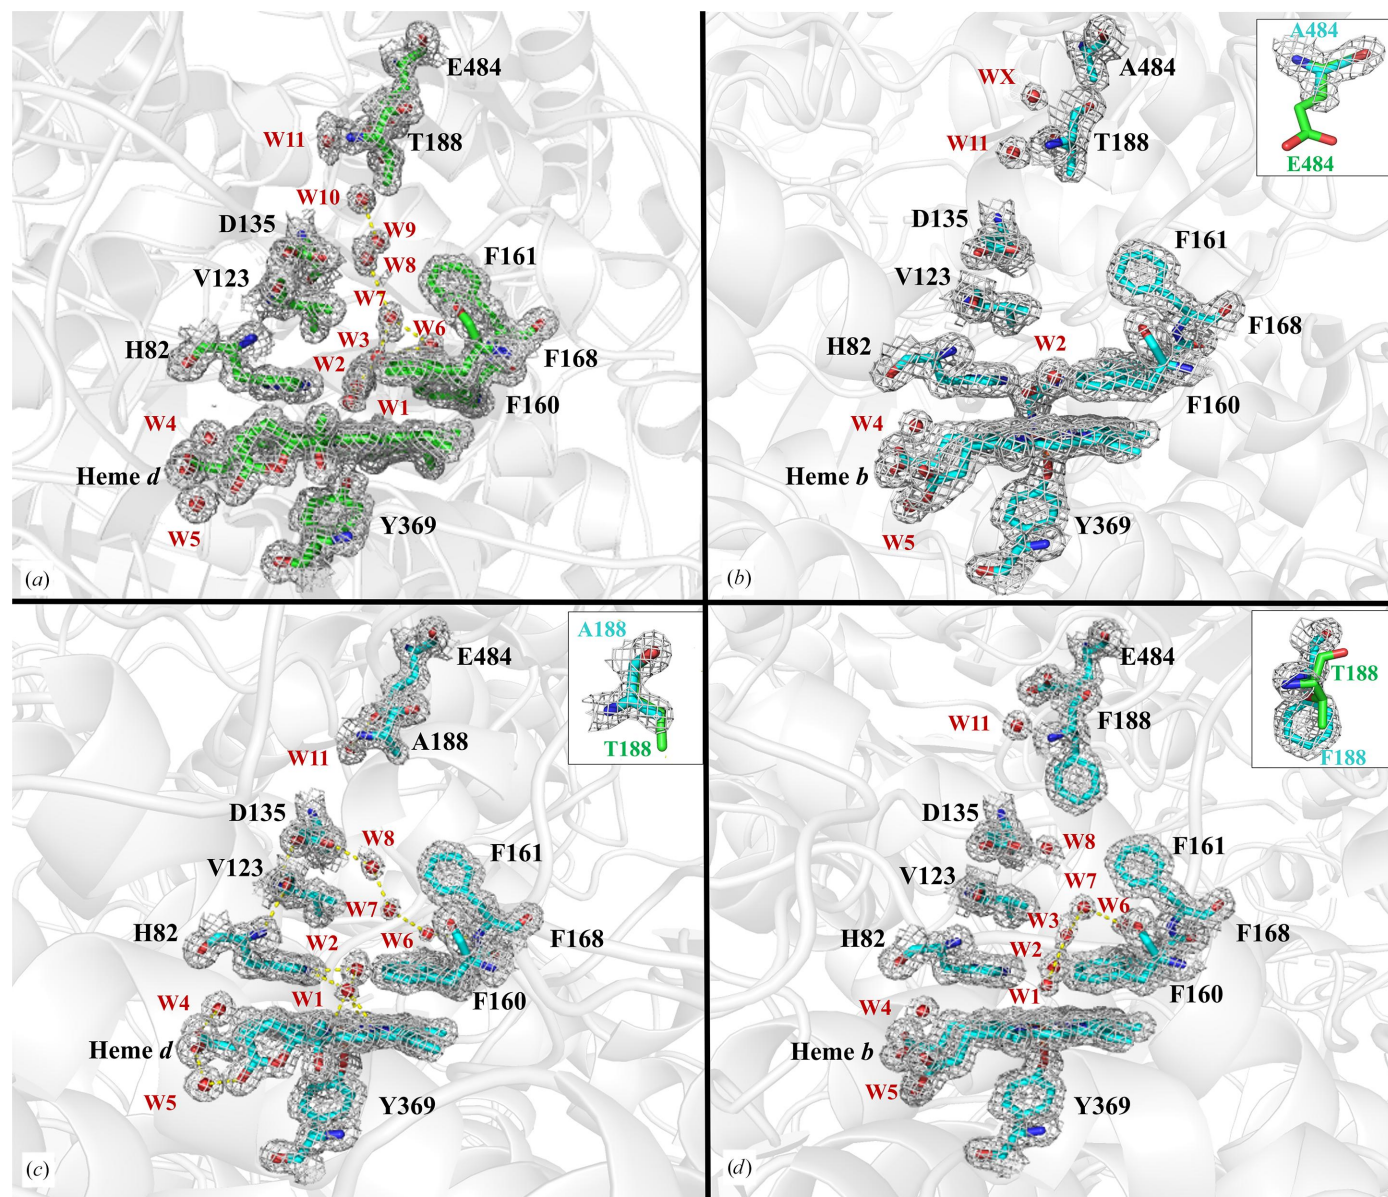 E484
W11
T188
W10
D135
W9
W8
F161
V123
W7
W3
W6
H82
W2
F168
W1
F160
W4
Heme d
W5
Y369
(a)
A484
WX
W11
T188
A484
E484
D135
F161
V123
W2
F168
H82
F160
W4
Heme b
Y369
W5
(b)
E484
A188
W11
A188
T188
D135
W8
F161
V123
W7
H82
W2
W6
F168
W1
F160
W4
Heme d
W5
Y369
(c)
E484
W11
F188
T188
F188
D135
W8
F161
W7
V123
W3
W6
H82
W2
F168
W1
F160
W4
Heme b
W5
Y369
(d)